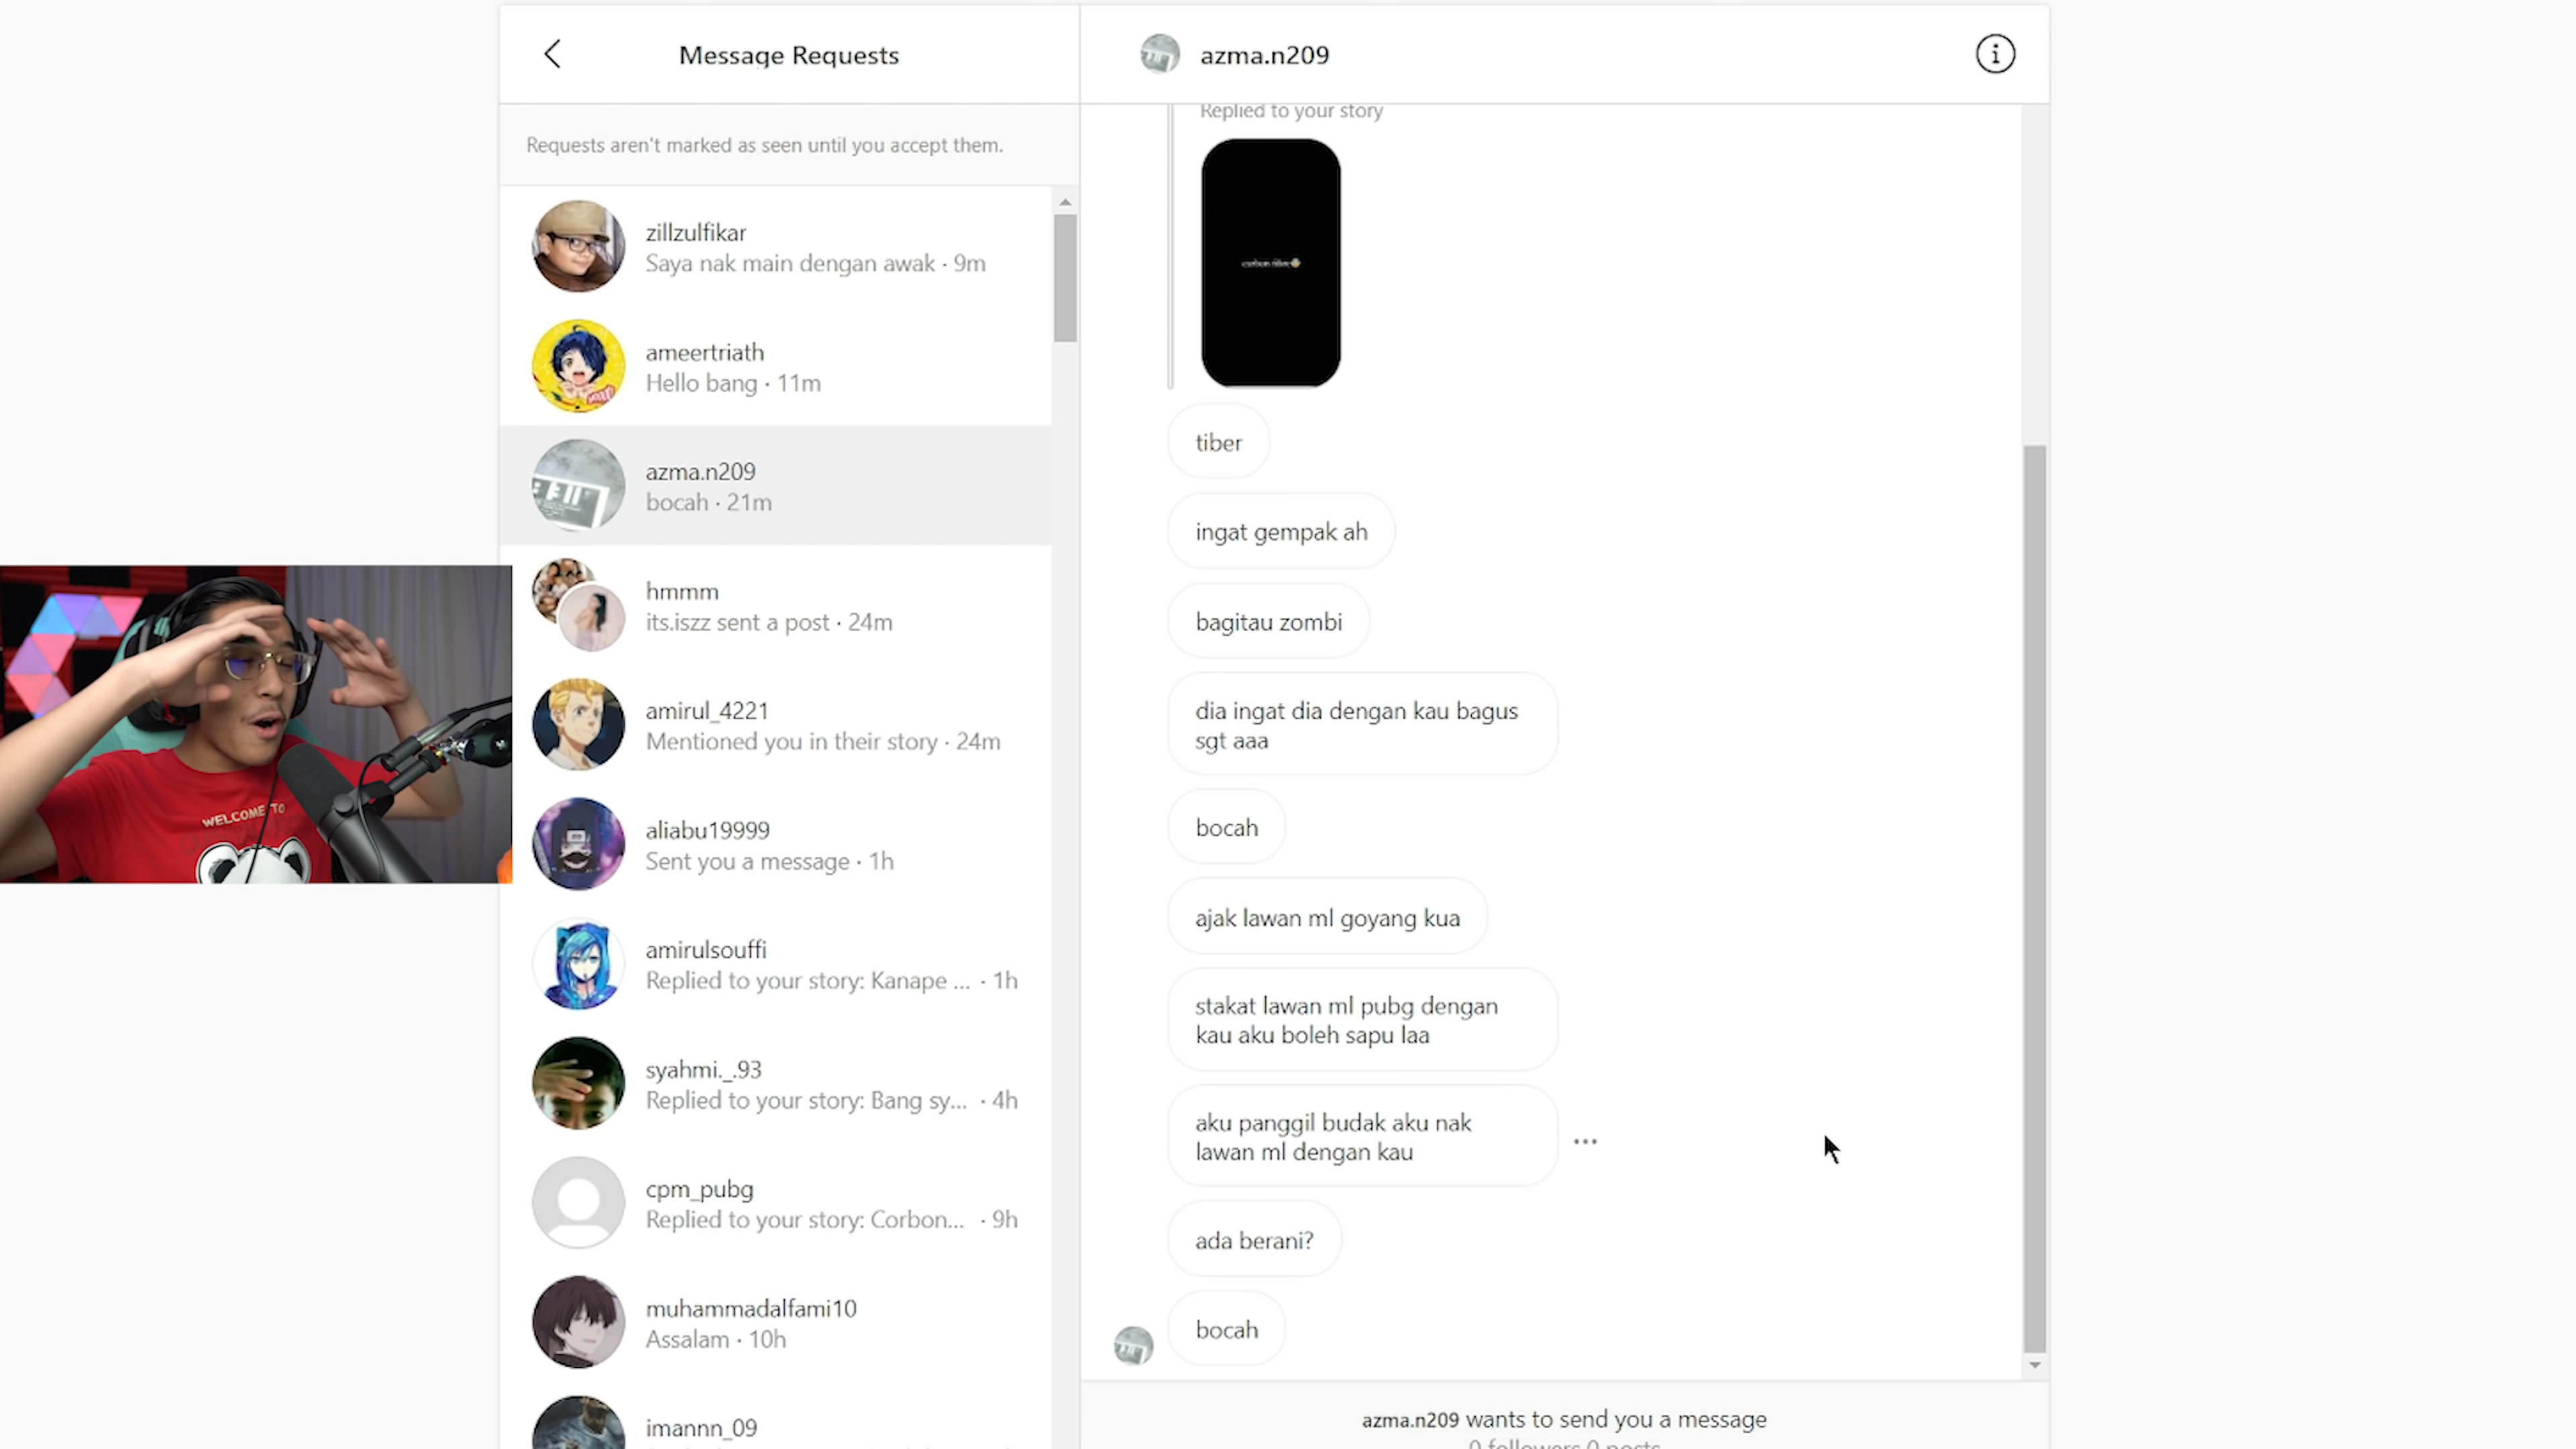 Message Requests
Requests aren't marked as seen until you accept them.
zillzulfikar
Saya nak main dengan awak · 9m
ameertriath
Hello bang · 11m
azma.n209
bocah · 21m
hmmm
its.iszz sent a post · 24m
amirul_4221
Mentioned you in their story · 24m
aliabu19999
Sent you a message · 1h
amirulsouffi
Replied to your story: Kanape ... · 1h
syahmi._.93
Replied to your story: Bang sy... · 4h
cpm_pubg
Replied to your story: Corbon... · 9h
muhammadalfami10
Assalam · 10h
imannn_09
azma.n209
Replied to your story
tiber
ingat gempak ah
bagitau zombi
dia ingat dia dengan kau bagus
sgt aaa
bocah
ajak lawan ml goyang kua
stakat lawan ml pubg dengan
kau aku boleh sapu laa
aku panggil budak aku nak
lawan ml dengan kau
ada berani?
bocah
azma.n209 wants to send you a message
0 followers 0 posts
WELCOME TO